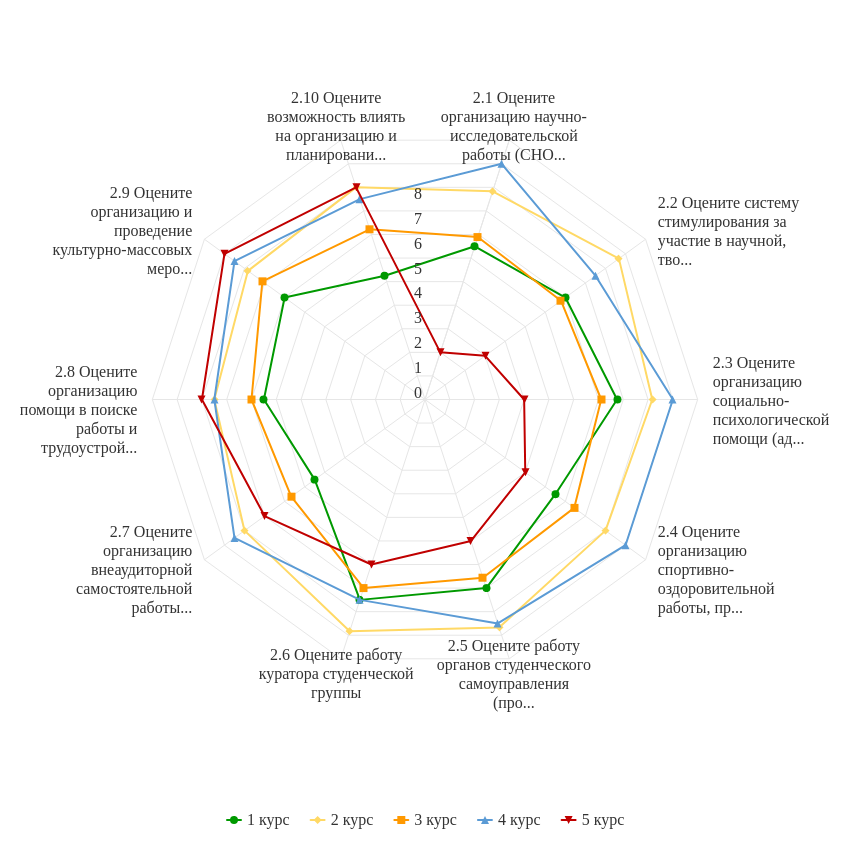 2.10 Оцените
возможность влиять
на организацию и
планировани...
2.1 Оцените
организацию научно-
исследовательской
работы (СНО...
2.2 Оцените систему
стимулирования за
участие в научной,
тво...
2.3 Оцените
организацию
социально-
психологической
помощи (ад...
2.4 Оцените
организацию
спортивно-
оздоровительной
работы, пр...
2.5 Оцените работу
органов студенческого
самоуправления
(про...
2.6 Оцените работу
куратора студенческой
группы
2.7 Оцените
организацию
внеаудиторной
самостоятельной
работы...
2.8 Оцените
организацию
помощи в поиске
работы и
трудоустрой...
2.9 Оцените
организацию и
проведение
культурно-массовых
меро...
8
7
6
5
4
3
2
1
0
1 курс
2 курс
3 курс
4 курс
5 курс